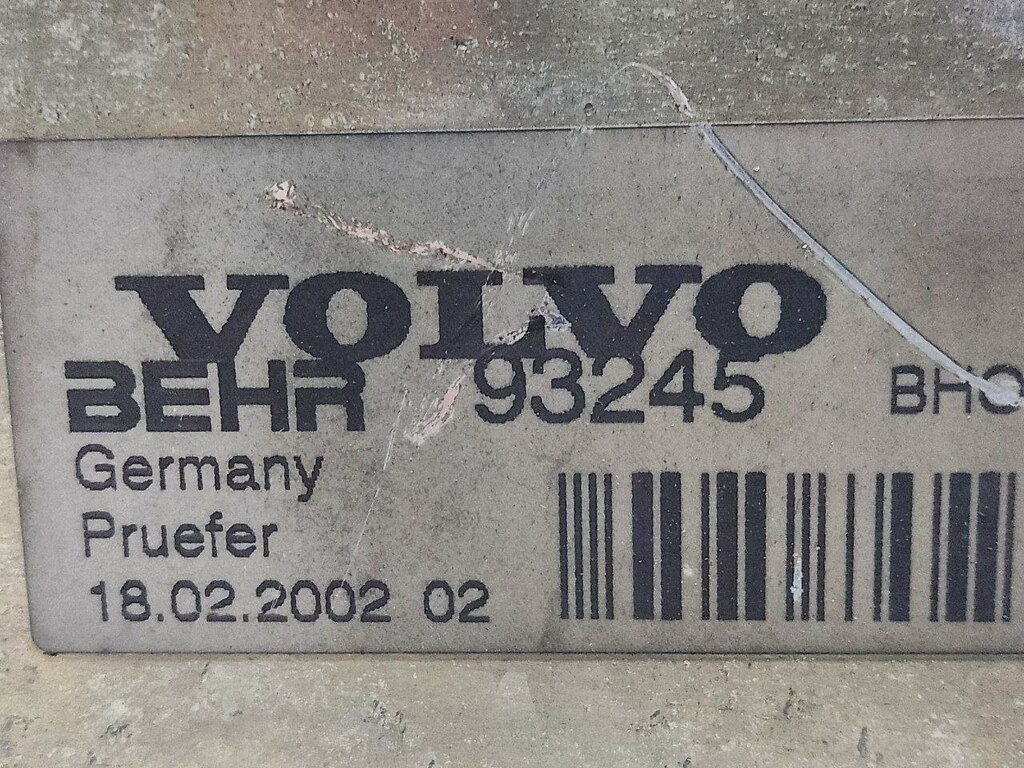 VOLVO
BEHR 93245
Germany
Pruefer
18.02.2002 02